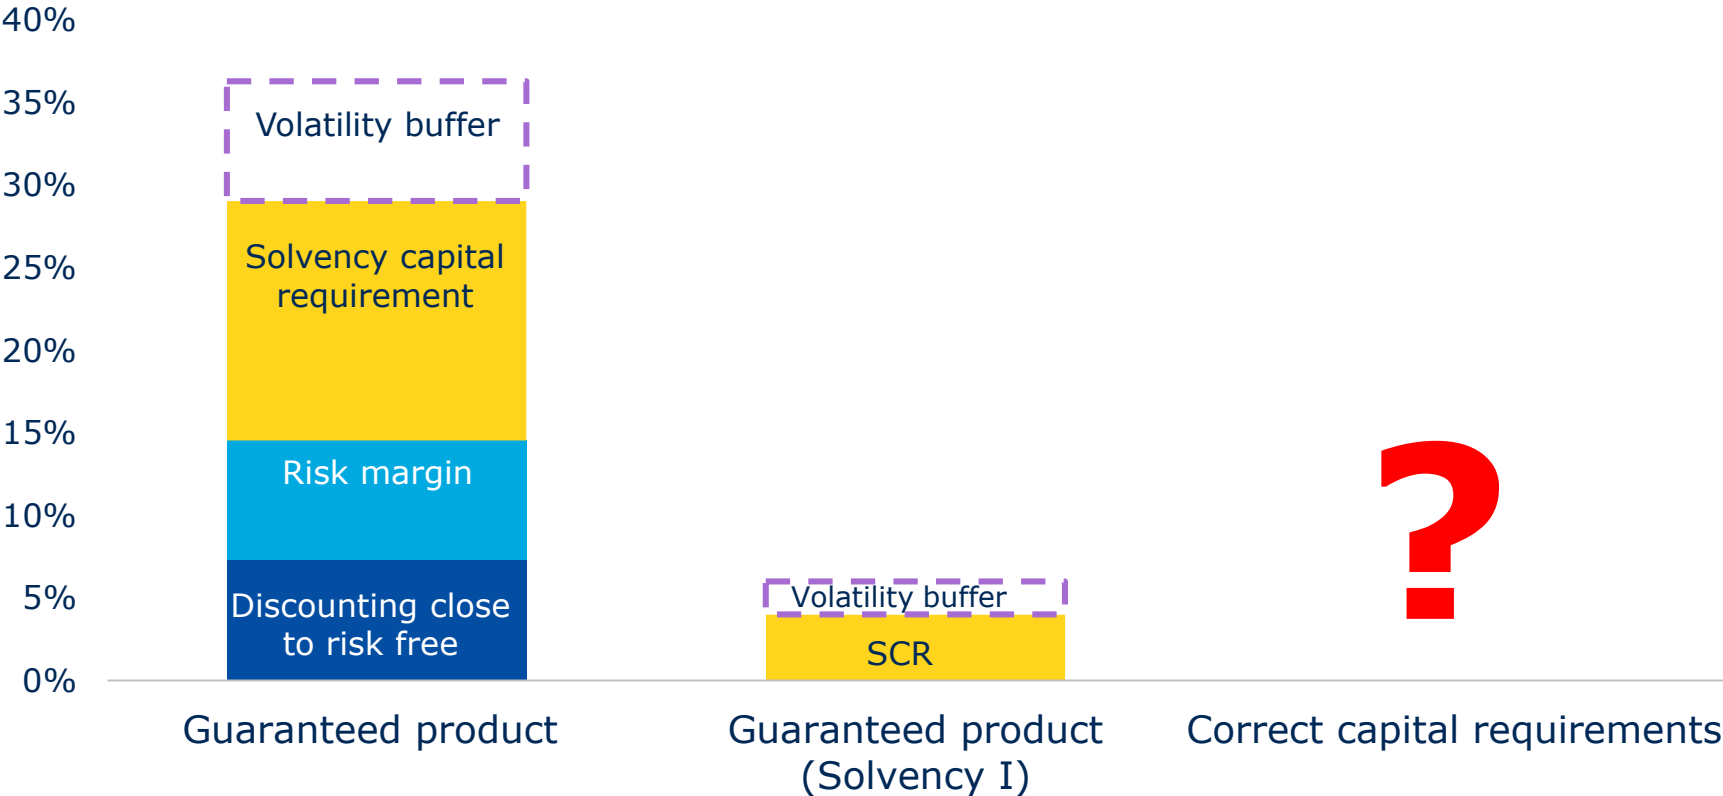 40%
35%
30%
25%
20%
15%
10%
5%
0%
Volatility buffer
Solvency capital
requirement
Risk margin
Discounting close
to risk free
Volatility buffer
SCR
?
Guaranteed product
Guaranteed product
(Solvency I)
Correct capital requirements